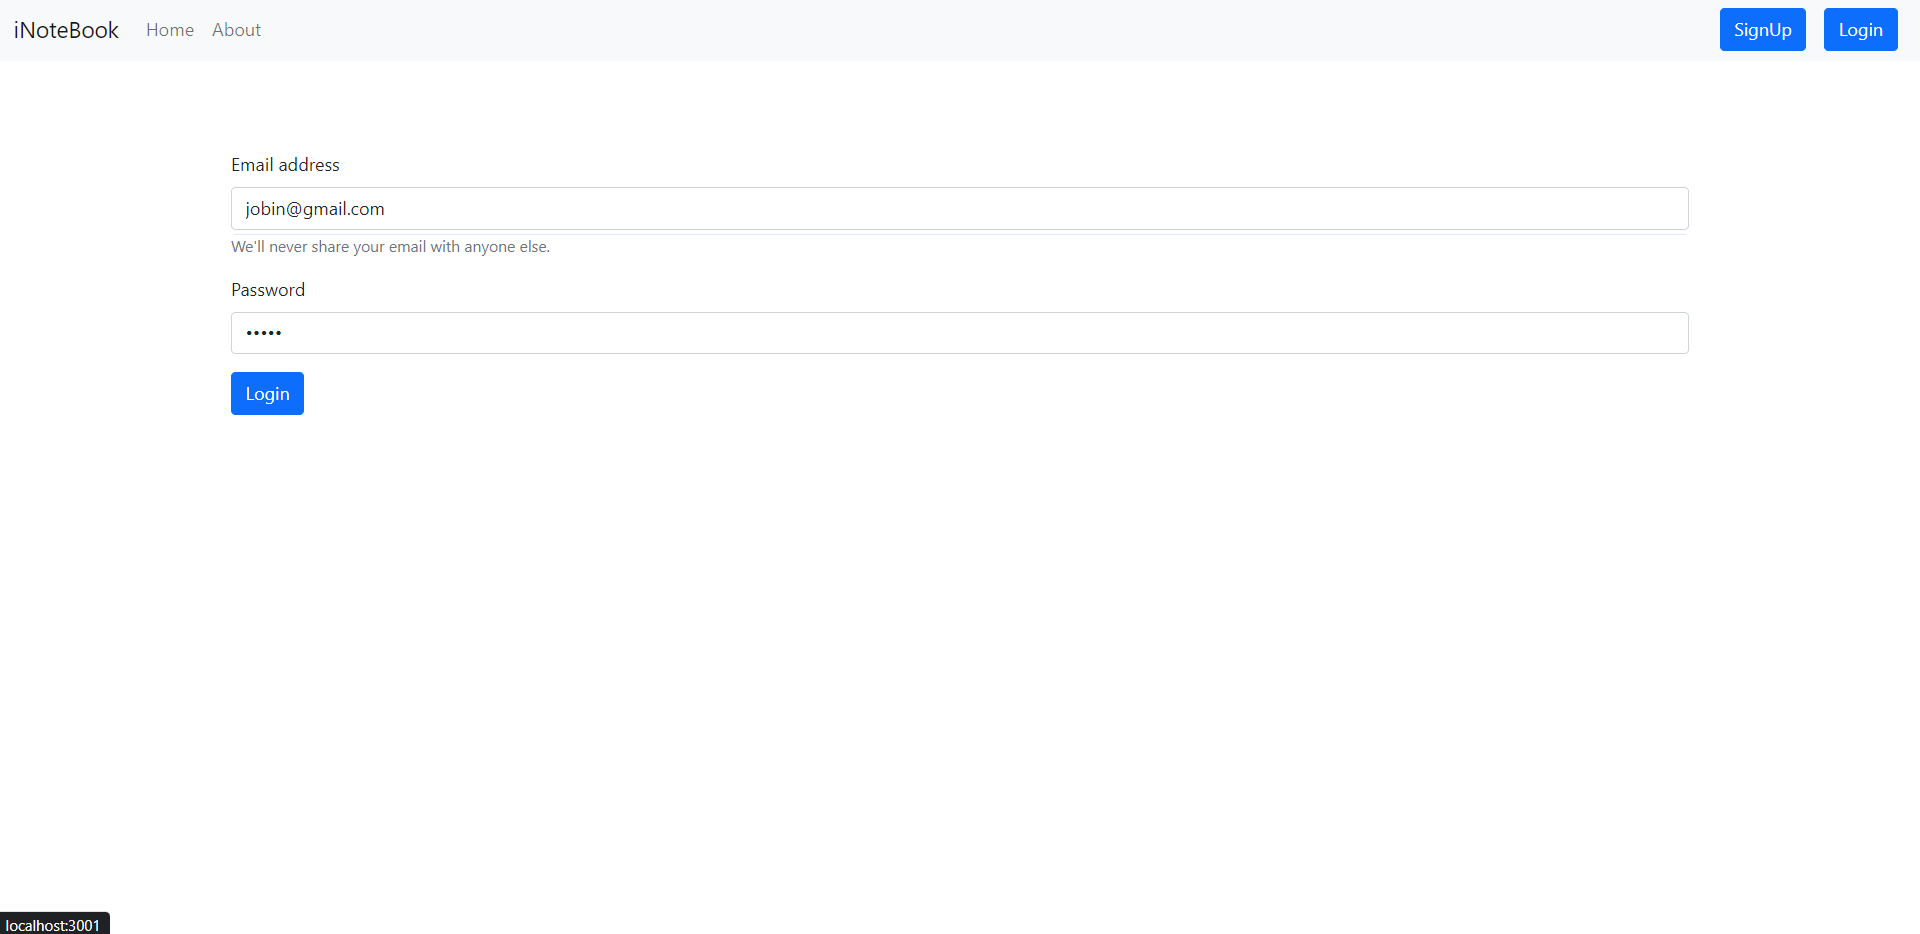 iNoteBook Home About SignUp Login
Email address
jobin@gmail.com
We'll never share your email with anyone else.
Password
•••••
Login
localhost:3001